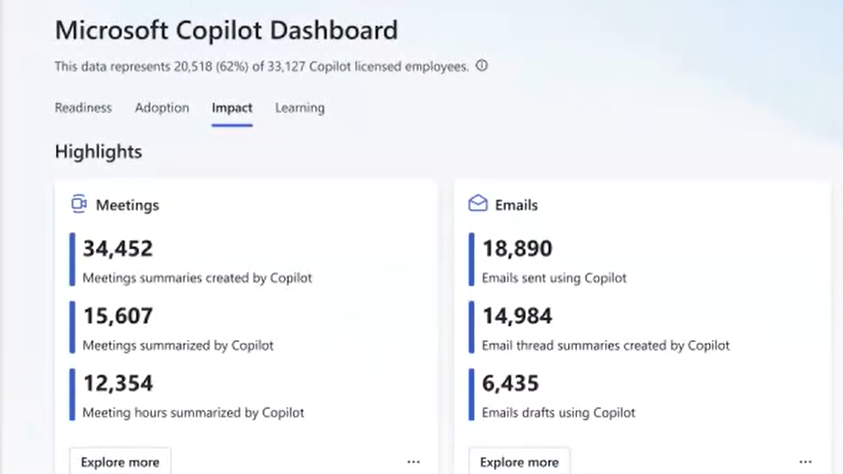 Microsoft Copilot Dashboard
This data represents 20,518 (62%) of 33,127 Copilot licensed employees.
Readiness Adoption Impact Learning
Highlights
Meetings
34,452
Meetings summaries created by Copilot
15,607
Meetings summarized by Copilot
12,354
Meeting hours summarized by Copilot
Explore more
Emails
18,890
Emails sent using Copilot
14,984
Email thread summaries created by Copilot
6,435
Emails drafts using Copilot
Explore more